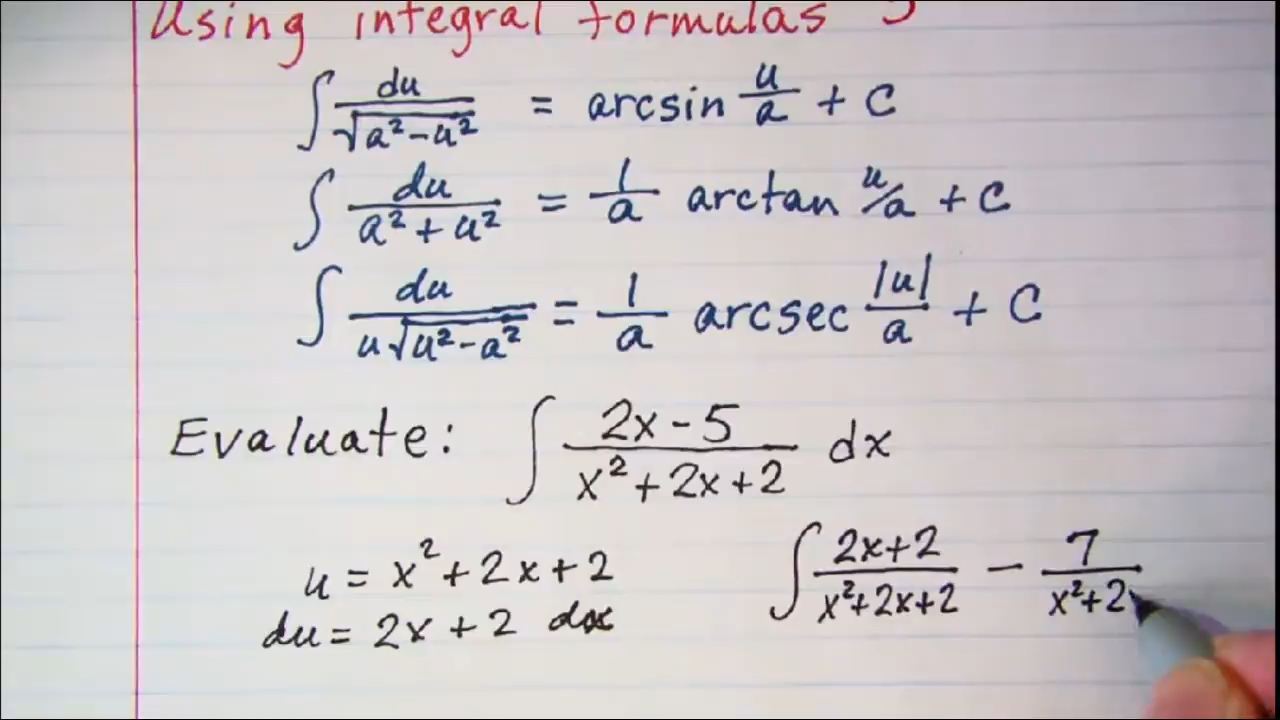 Using integral formulas
∫ du/√(a²-u²) = arcsin u/a + C
∫ du/(a²+u²) = 1/a arctan u/a + C
∫ du/(u√(u²-a²)) = 1/a arcsec |u|/a + C
Evaluate: ∫ (2x-5)/(x²+2x+2) dx
u = x²+2x+2
du = 2x+2 dx
∫ (2x+2)/(x²+2x+2) - 7/(x²+2